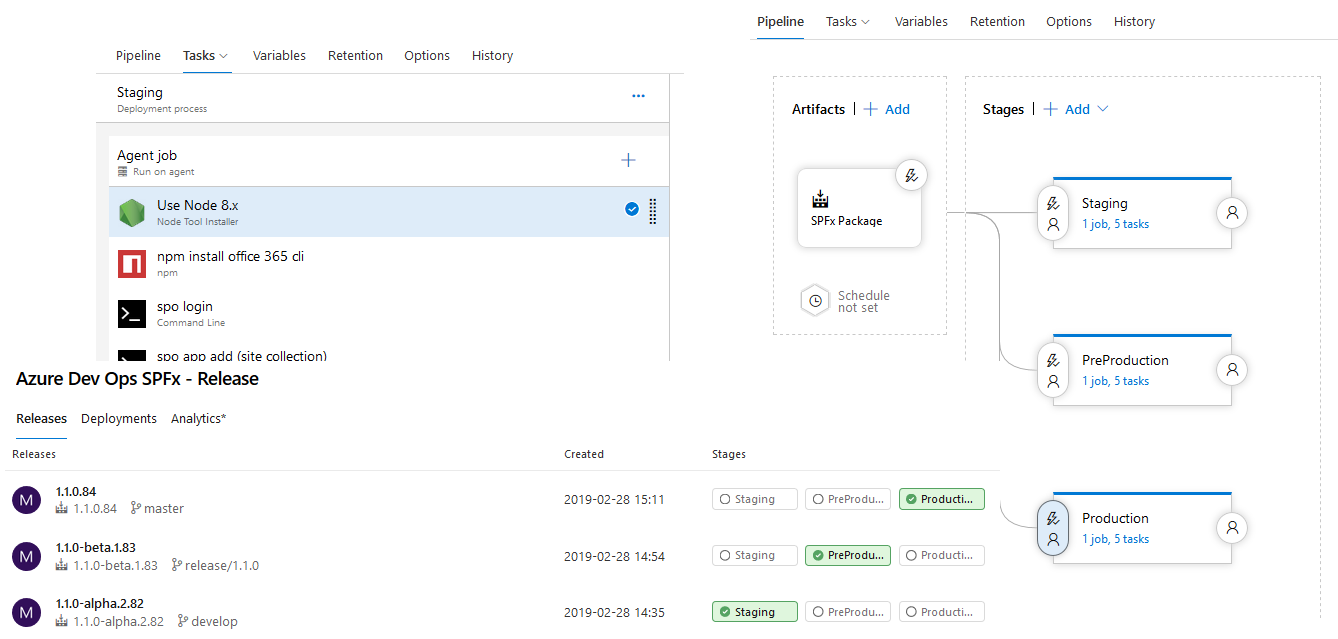 Pipeline Tasks Variables Retention Options History
Staging
Deployment process
Agent job
Run on agent
Use Node 8.x
Node Tool Installer
npm install office 365 cli
npm
spo login
Command Line
spo app add (site collection)
Pipeline Tasks Variables Retention Options History
Artifacts | + Add
SPFx Package
Schedule
not set
Stages | + Add
Staging
1 job, 5 tasks
PreProduction
1 job, 5 tasks
Production
1 job, 5 tasks
Azure Dev Ops SPFx - Release
Releases Deployments Analytics*
Releases Created Stages
M 1.1.0.84 2019-02-28 15:11 Staging PreProdu... Producti...
1.1.0.84 master
M 1.1.0-beta.1.83 2019-02-28 14:54 Staging PreProdu... Producti...
1.1.0-beta.1.83 release/1.1.0
M 1.1.0-alpha.2.82 2019-02-28 14:35 Staging PreProdu... Producti...
1.1.0-alpha.2.82 develop